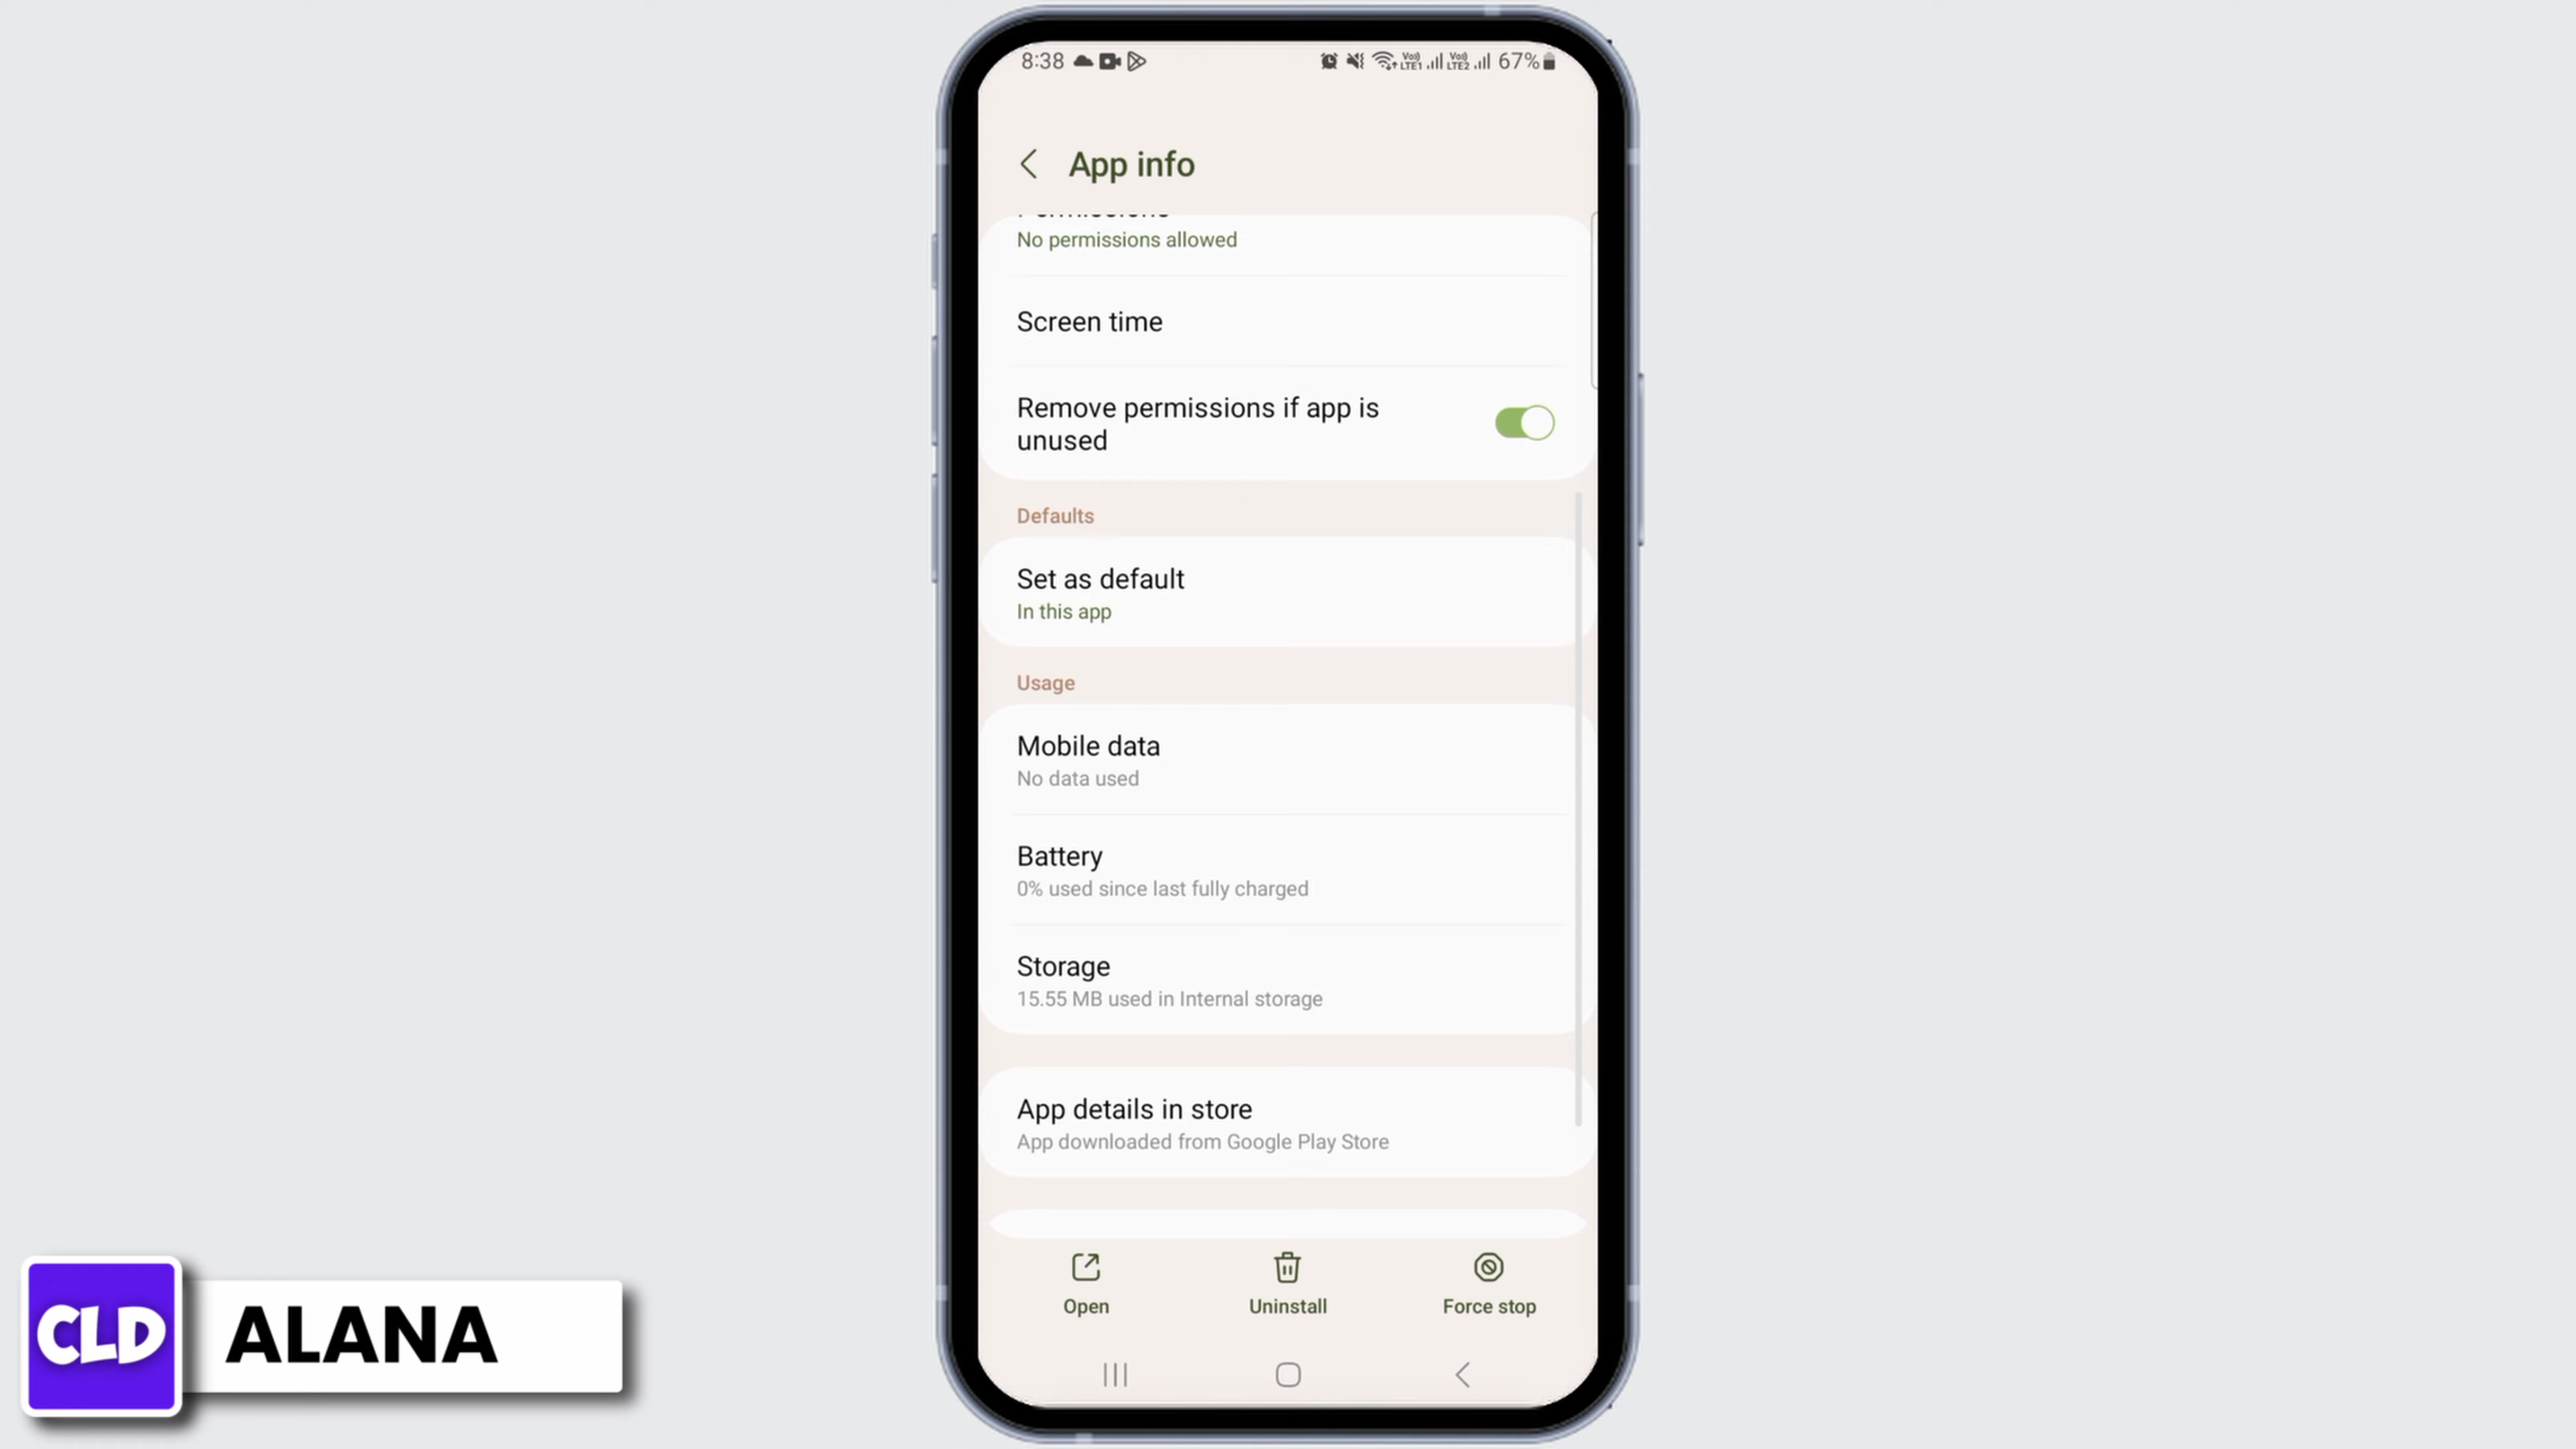 8:38
67%
App info
Permissions
No permissions allowed
Screen time
Remove permissions if app is
unused
Defaults
Set as default
In this app
Usage
Mobile data
No data used
Battery
0% used since last fully charged
Storage
15.55 MB used in Internal storage
App details in store
App downloaded from Google Play Store
Open
Uninstall
Force stop
CLD
ALANA